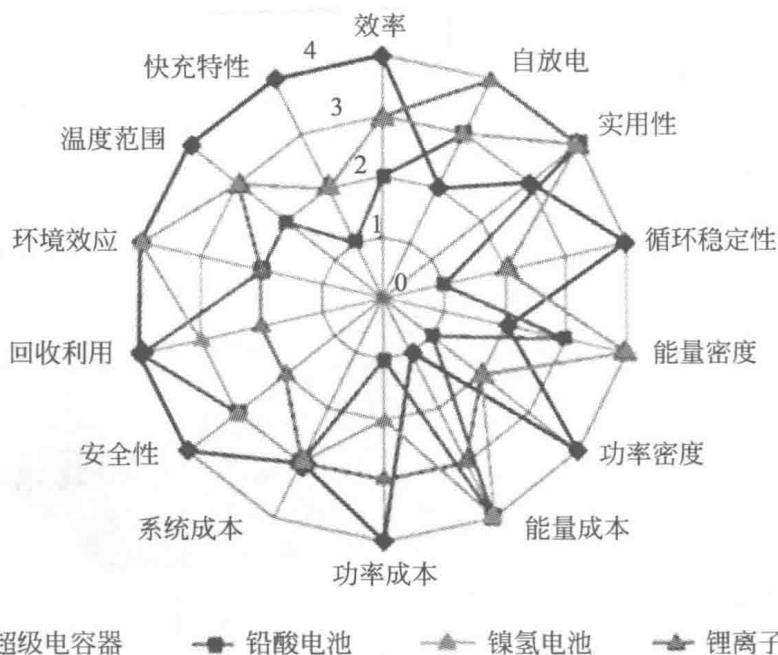 效率
自放电
实用性
循环稳定性
能量密度
功率密度
能量成本
功率成本
系统成本
安全性
回收利用
环境效应
温度范围
快充特性
4
3
2
1
0
超级电容器 铅酸电池 镍氢电池 锂离子